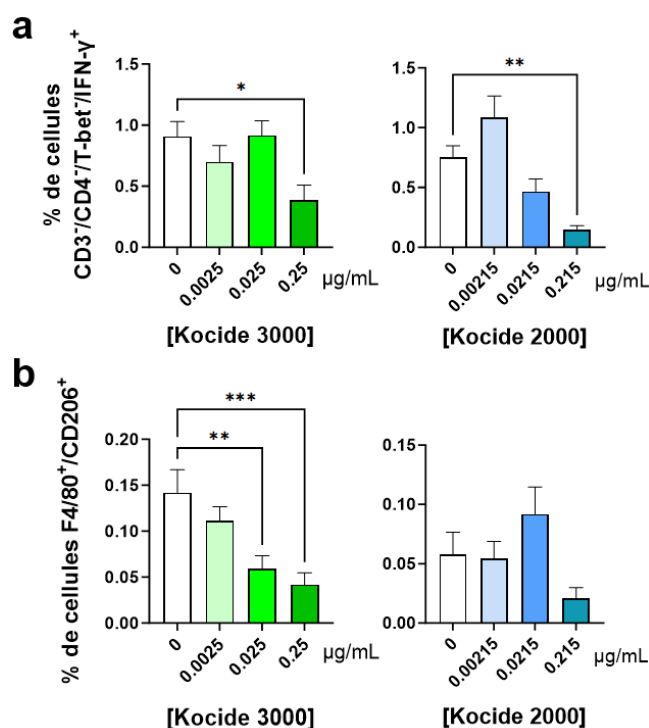 a
% de cellules
CD3⁻/CD4⁻/T-bet⁻/IFN-γ⁺
1.5
1.0
0.5
0.0
*
0
0.0025
0.025
0.25
µg/mL
[Kocide 3000]
1.5
1.0
0.5
0.0
**
0
0.00215
0.0215
0.215
µg/mL
[Kocide 2000]
b
% de cellules F4/80⁺/CD206⁺
0.20
0.15
0.10
0.05
0.00
***
**
0
0.0025
0.025
0.25
µg/mL
[Kocide 3000]
0.15
0.10
0.05
0.00
0
0.00215
0.0215
0.215
µg/mL
[Kocide 2000]